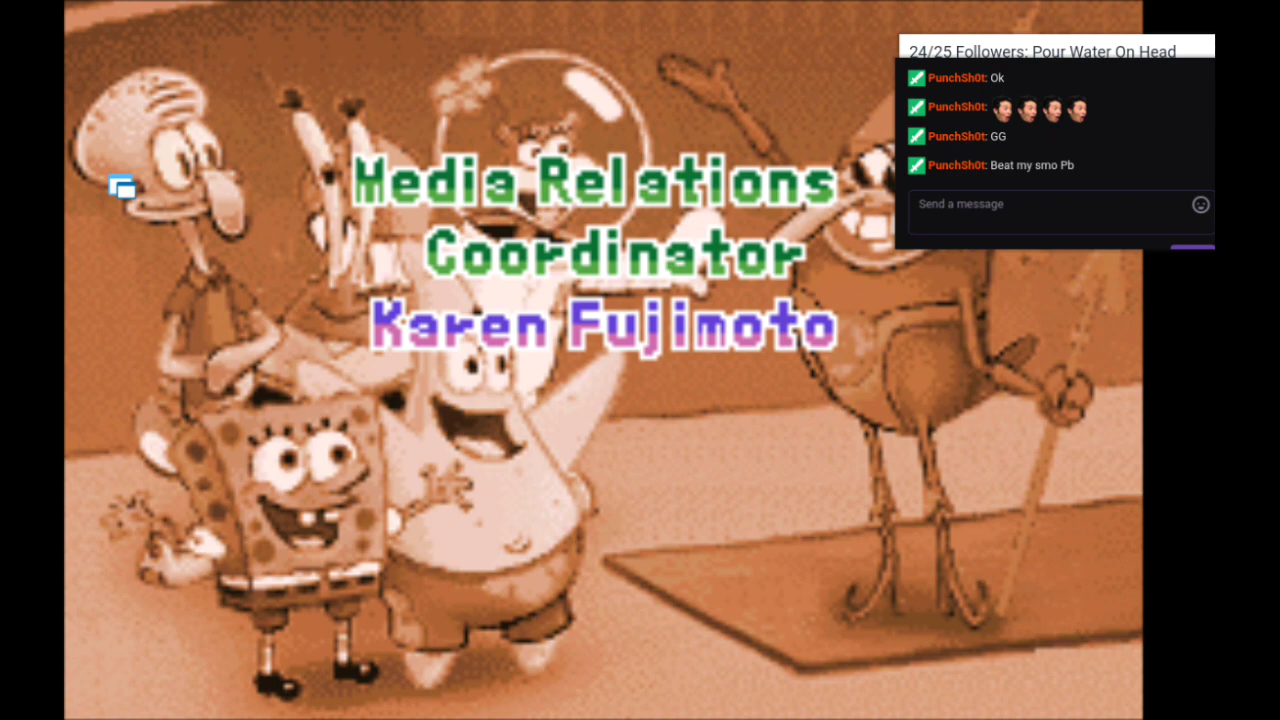 24/25 Followers: Pour Water On Head
PunchSh0t: Ok
PunchSh0t:
PunchSh0t: GG
PunchSh0t: Beat my smo Pb
Send a message
Media Relations
Coordinator
Karen Fujimoto